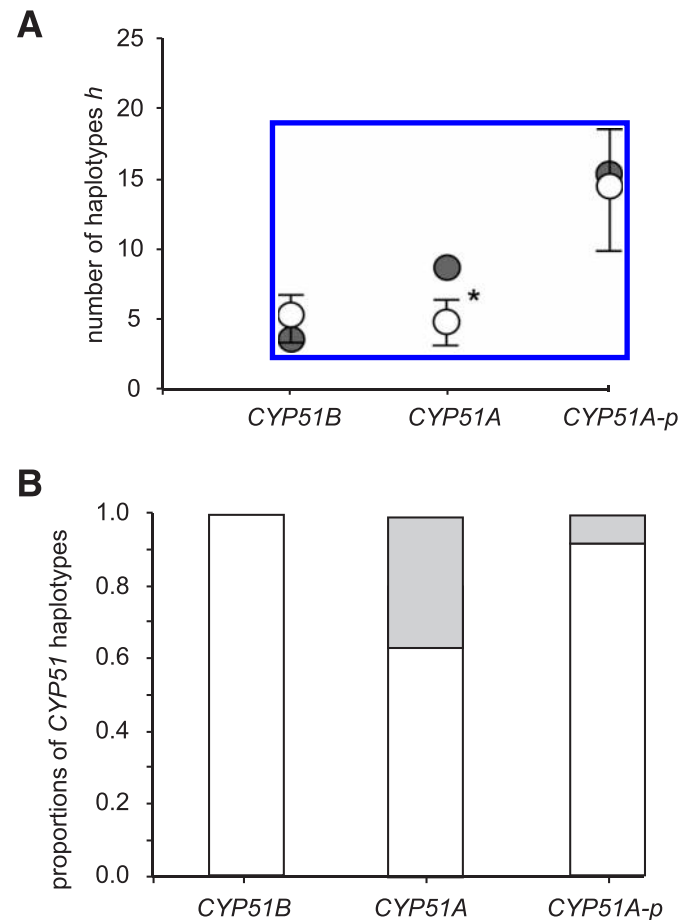 A
number of haplotypes h
25
20
15
10
5
0
*
CYP51B CYP51A CYP51A-p
B
proportions of CYP51 haplotypes
1.0
0.8
0.6
0.4
0.2
0.0
CYP51B CYP51A CYP51A-p